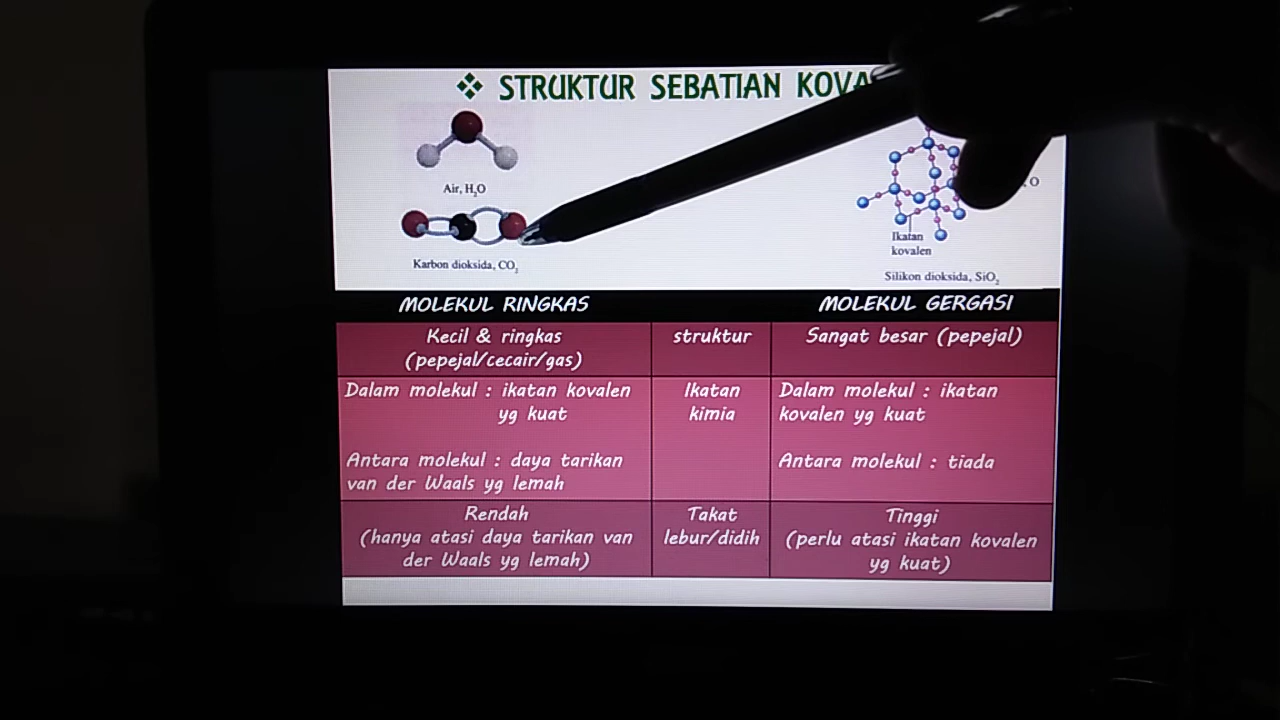 ❖ STRUKTUR SEBATIAN
Air, H₂O
, O
Ikatan
kovalen
Karbon dioksida, CO₂
Silikon dioksida, SiO₂
MOLEKUL RINGKAS
MOLEKUL GERGASI
Kecil & ringkas
(pepejal/cecair/gas)
struktur
Sangat besar (pepejal)
Dalam molekul : ikatan kovalen
yg kuat
Antara molekul : daya tarikan
van der Waals yg lemah
Ikatan
kimia
Dalam molekul : ikatan
kovalen yg kuat
Antara molekul : tiada
Rendah
(hanya atasi daya tarikan van
der Waals yg lemah)
Takat
lebur/didih
Tinggi
(perlu atasi ikatan kovalen
yg kuat)